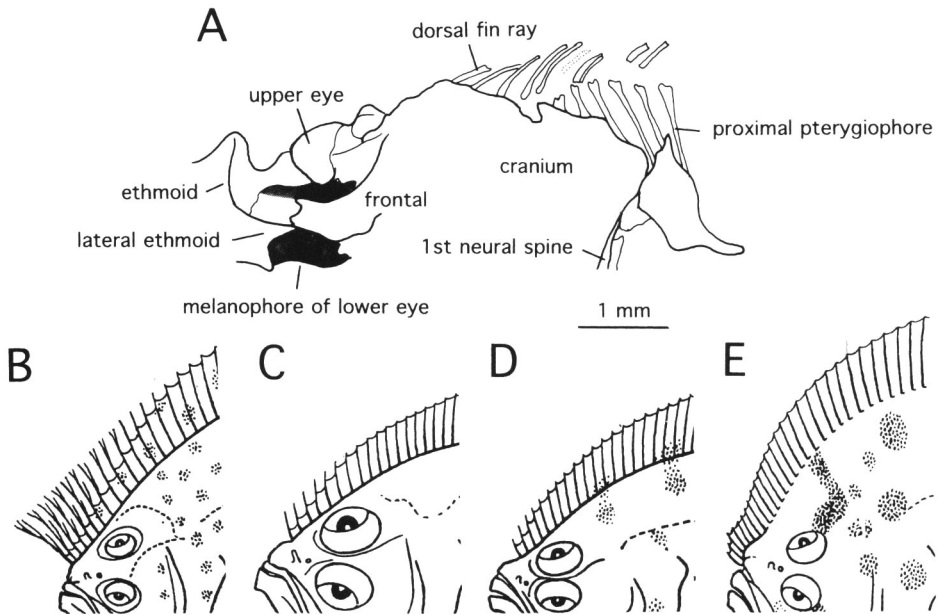 A
dorsal fin ray
upper eye
proximal pterygiophore
cranium
ethmoid
frontal
lateral ethmoid
1st neural spine
melanophore of lower eye
1 mm
B
C
D
E